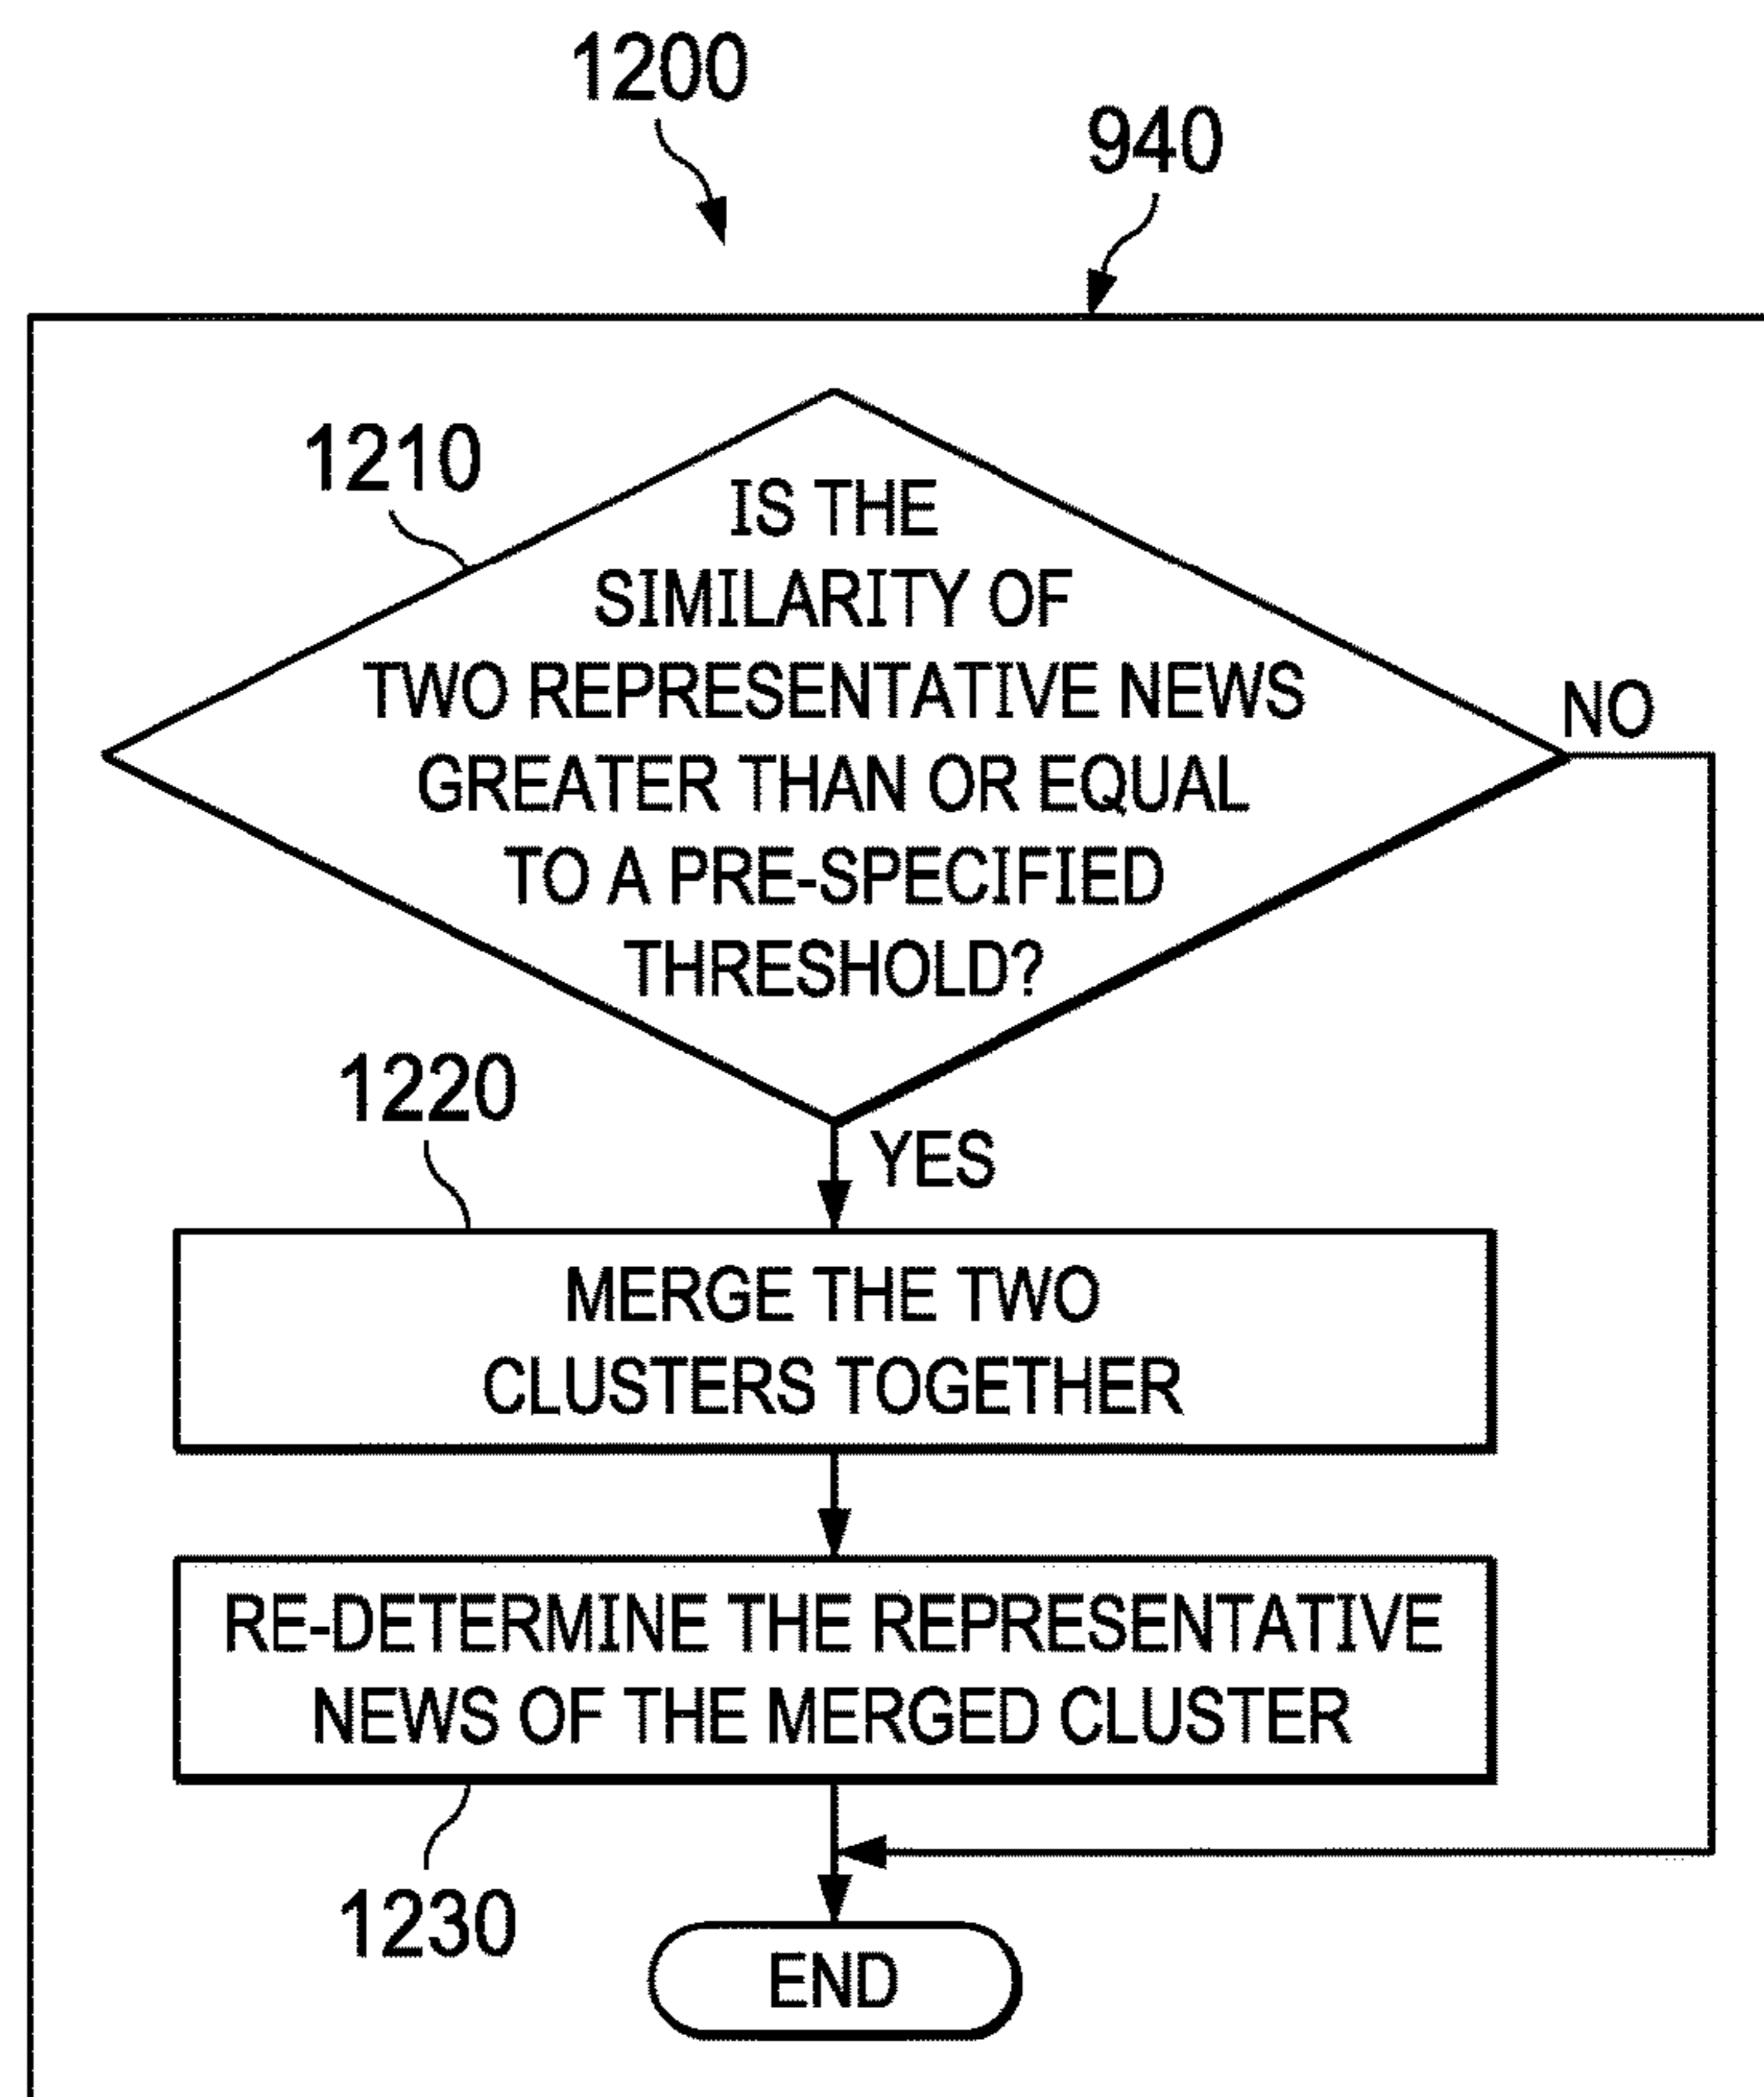 1200
940
1210
IS THE
SIMILARITY OF
TWO REPRESENTATIVE NEWS
GREATER THAN OR EQUAL
TO A PRE-SPECIFIED
THRESHOLD?
NO
1220
YES
MERGE THE TWO
CLUSTERS TOGETHER
RE-DETERMINE THE REPRESENTATIVE
NEWS OF THE MERGED CLUSTER
1230
END